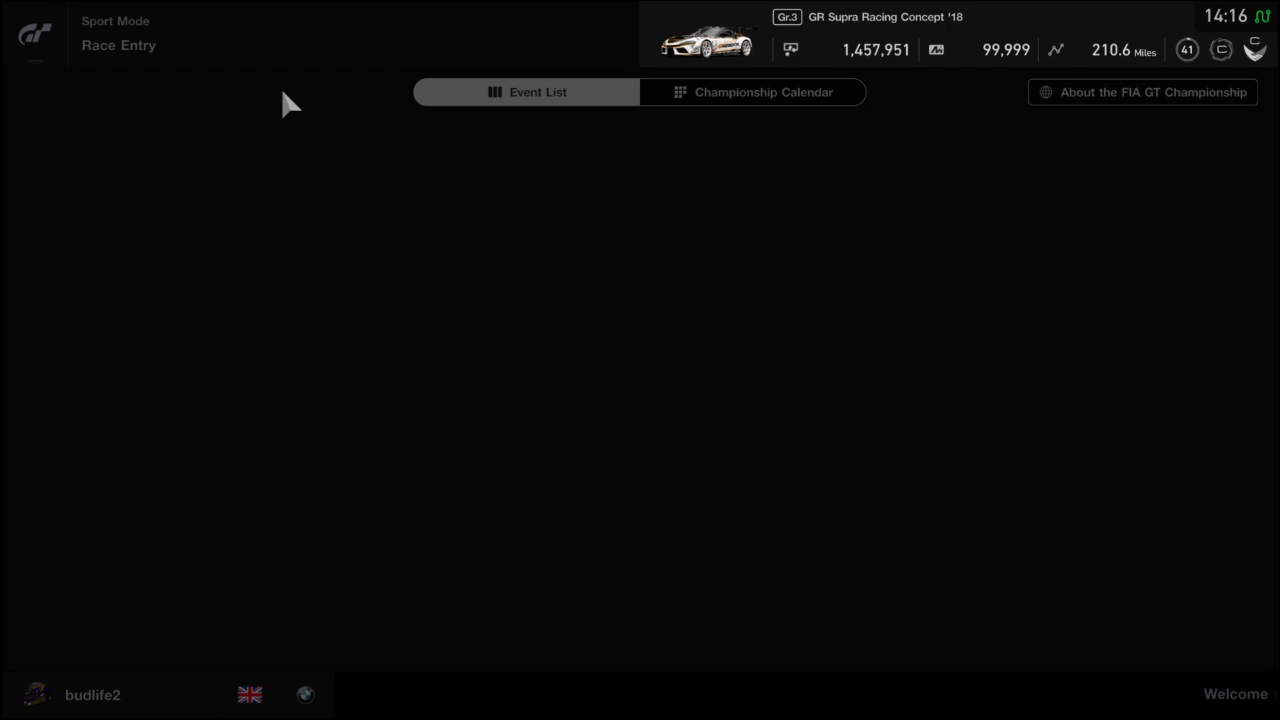 Sport Mode
Race Entry
Gr.3 GR Supra Racing Concept '18
1,457,951 99,999 210.6 Miles 41 C C
14:16
Event List
Championship Calendar
About the FIA GT Championship
budlife2
Welcome